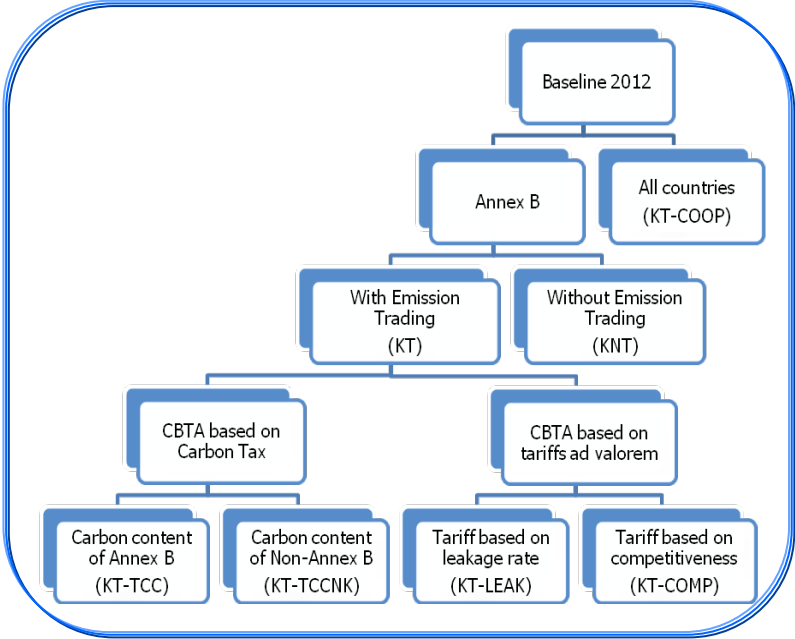 Baseline 2012
Annex B
All countries
(KT-COOP)
With Emission
Trading
(KT)
Without Emission
Trading
(KNT)
CBTA based on
Carbon Tax
CBTA based on
tariffs ad valorem
Carbon content
of Annex B
(KT-TCC)
Carbon content
of Non-Annex B
(KT-TCCNK)
Tariff based on
leakage rate
(KT-LEAK)
Tariff based on
competitiveness
(KT-COMP)